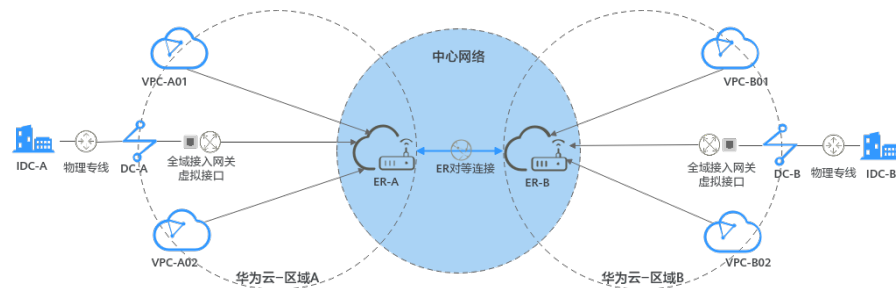 中心网络
VPC-A01
VPC-B01
IDC-A
物理专线
DC-A
全域接入网关
虚拟接口
ER-A
ER对等连接
ER-B
全域接入网关
虚拟接口
DC-B
物理专线
IDC-B
VPC-A02
VPC-B02
华为云-区域A
华为云-区域B